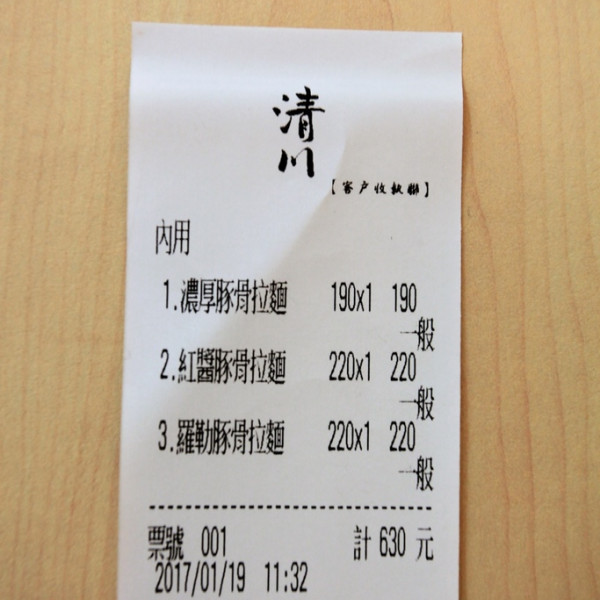 清川
【客户收執聯】
內用
1.濃厚豚骨拉麵 190x1 190
一般
2.紅醬豚骨拉麵 220x1 220
一般
3.羅勒豚骨拉麵 220x1 220
一般
票號 001 計 630 元
2017/01/19 11:32